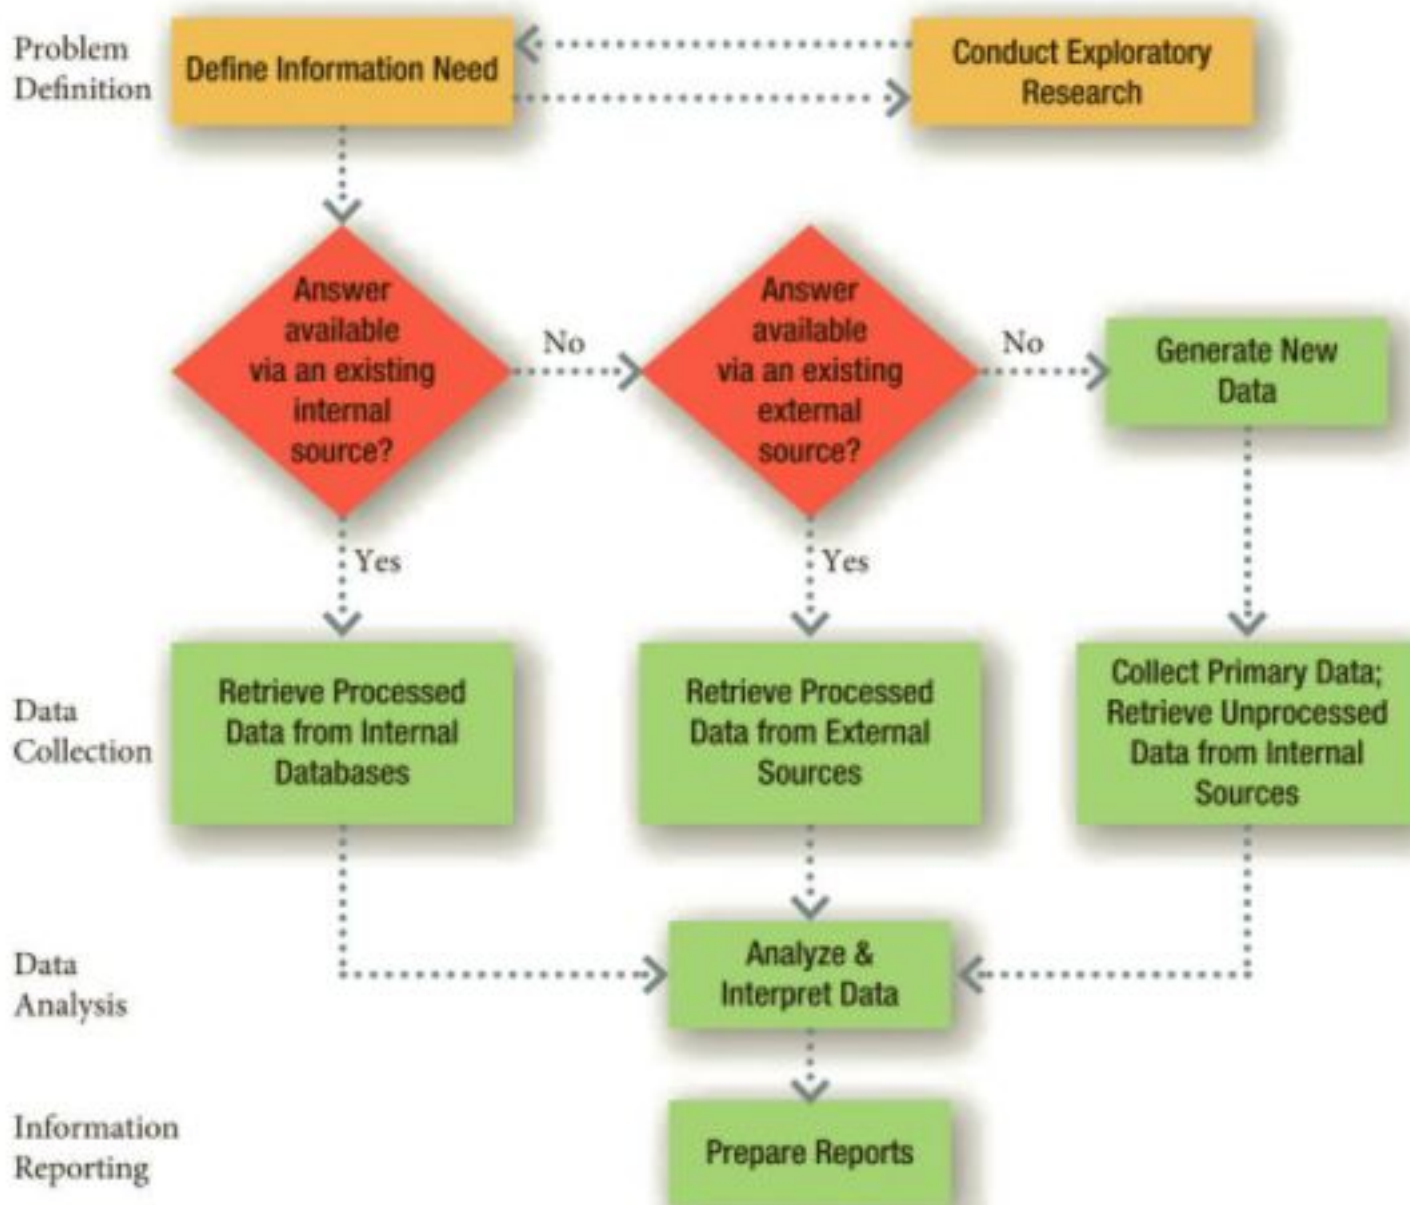 Problem
Definition
Define Information Need
Conduct Exploratory
Research
Answer
available
via an existing
internal
source?
No
Answer
available
via an existing
external
source?
No
Generate New
Data
Yes
Yes
Data
Collection
Retrieve Processed
Data from Internal
Databases
Retrieve Processed
Data from External
Sources
Collect Primary Data;
Retrieve Unprocessed
Data from Internal
Sources
Data
Analysis
Analyze &
Interpret Data
Information
Reporting
Prepare Reports